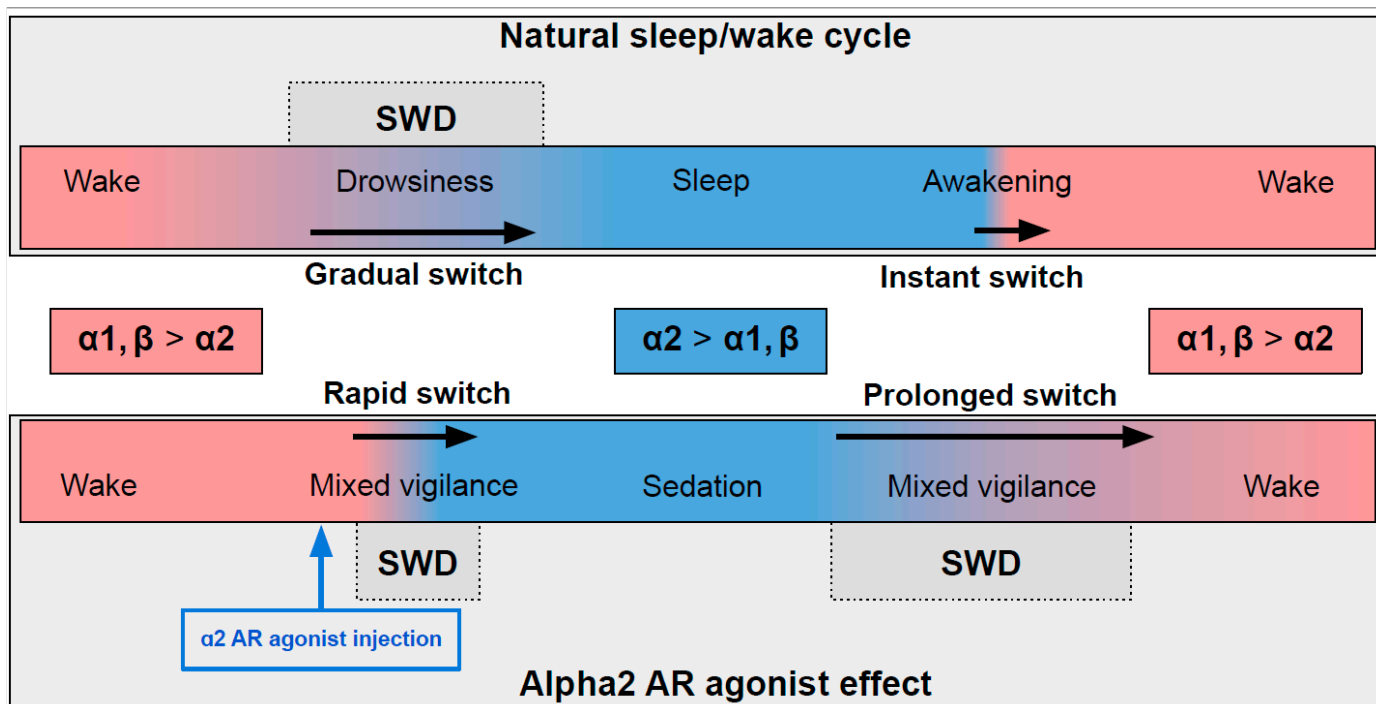 Natural sleep/wake cycle
SWD
Wake Drowsiness Sleep Awakening Wake
Gradual switch Instant switch
α1, β > α2 α2 > α1, β α1, β > α2
Rapid switch Prolonged switch
Wake Mixed vigilance Sedation Mixed vigilance Wake
SWD SWD
α2 AR agonist injection
Alpha2 AR agonist effect